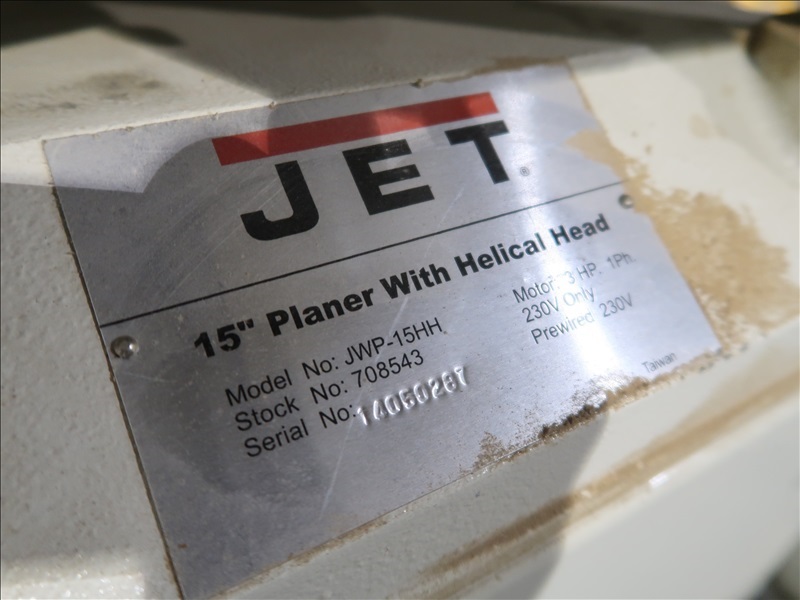 JET®
15" Planer With Helical Head
Model No: JWP-15HH
Stock No: 708543
Serial No: 14050287
Motor: 3 HP, 1Ph.
230V Only
Prewired 230V
Taiwan